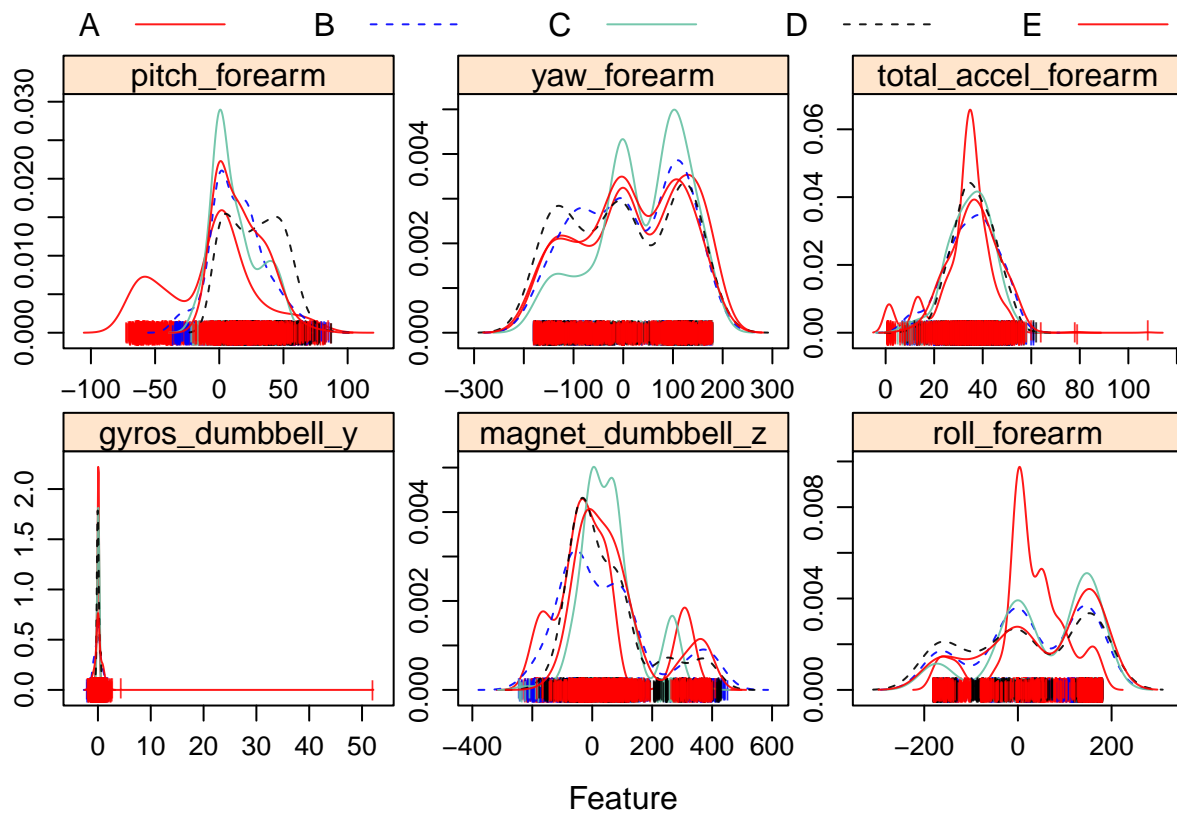 A B C D E
pitch_forearm yaw_forearm total_accel_forearm
0.000 0.010 0.020 0.030
−100 −50 0 50 100
0.000 0.002 0.004
−300 −100 0 100 200 300
0.00 0.02 0.04 0.06
0 20 40 60 80 100
gyros_dumbbell_y magnet_dumbbell_z roll_forearm
0.0 0.5 1.0 1.5 2.0
0 10 20 30 40 50
0.000 0.002 0.004
−400 −200 0 200 400 600
0.000 0.004 0.008
−200 0 200
Feature